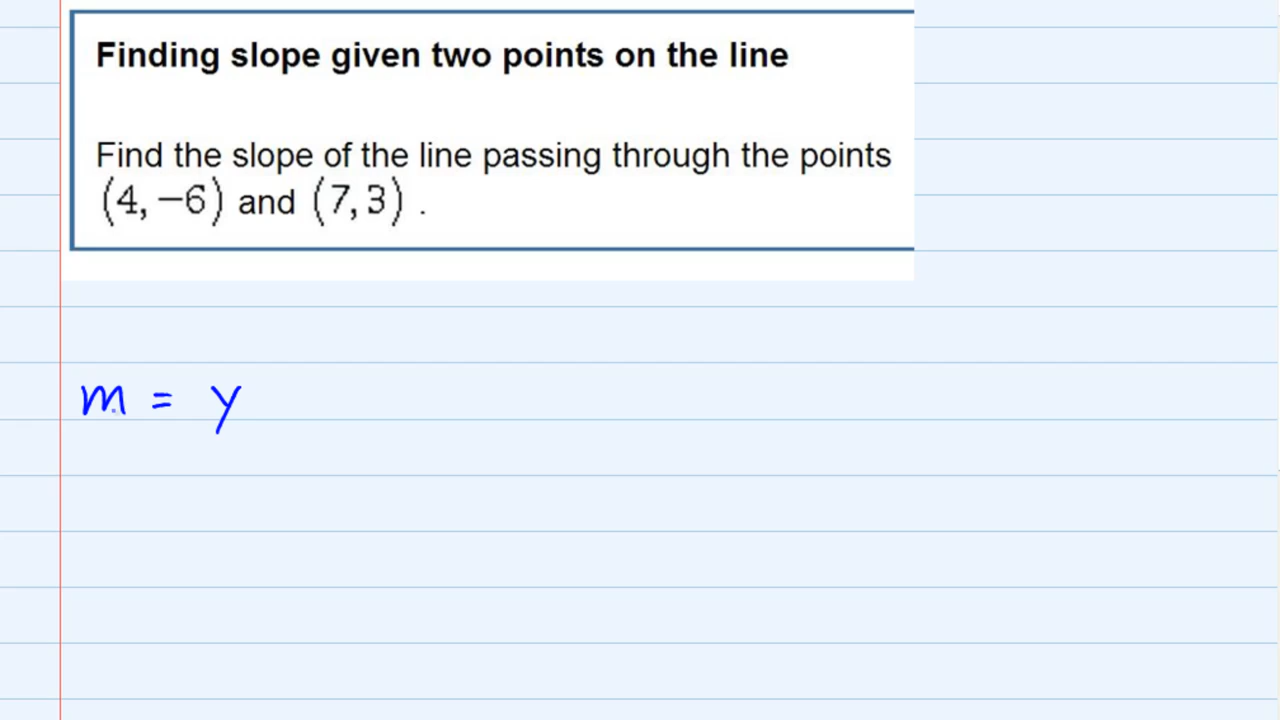 Finding slope given two points on the line
Find the slope of the line passing through the points
(4, −6) and (7, 3) .
m = y